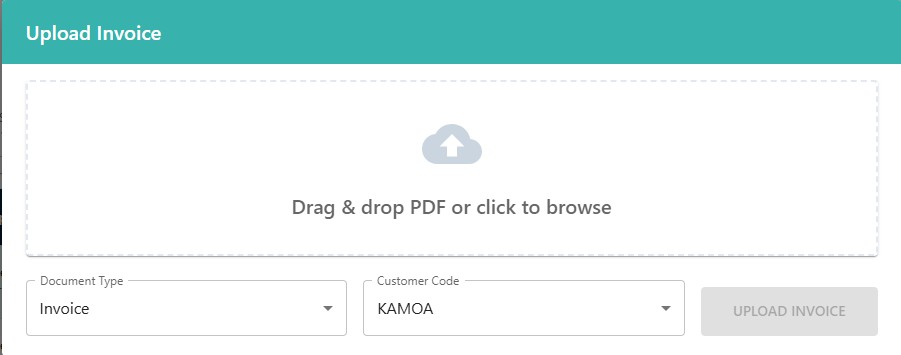 Upload Invoice
Drag & drop PDF or click to browse
Document Type
Invoice
Customer Code
KAMOA
UPLOAD INVOICE